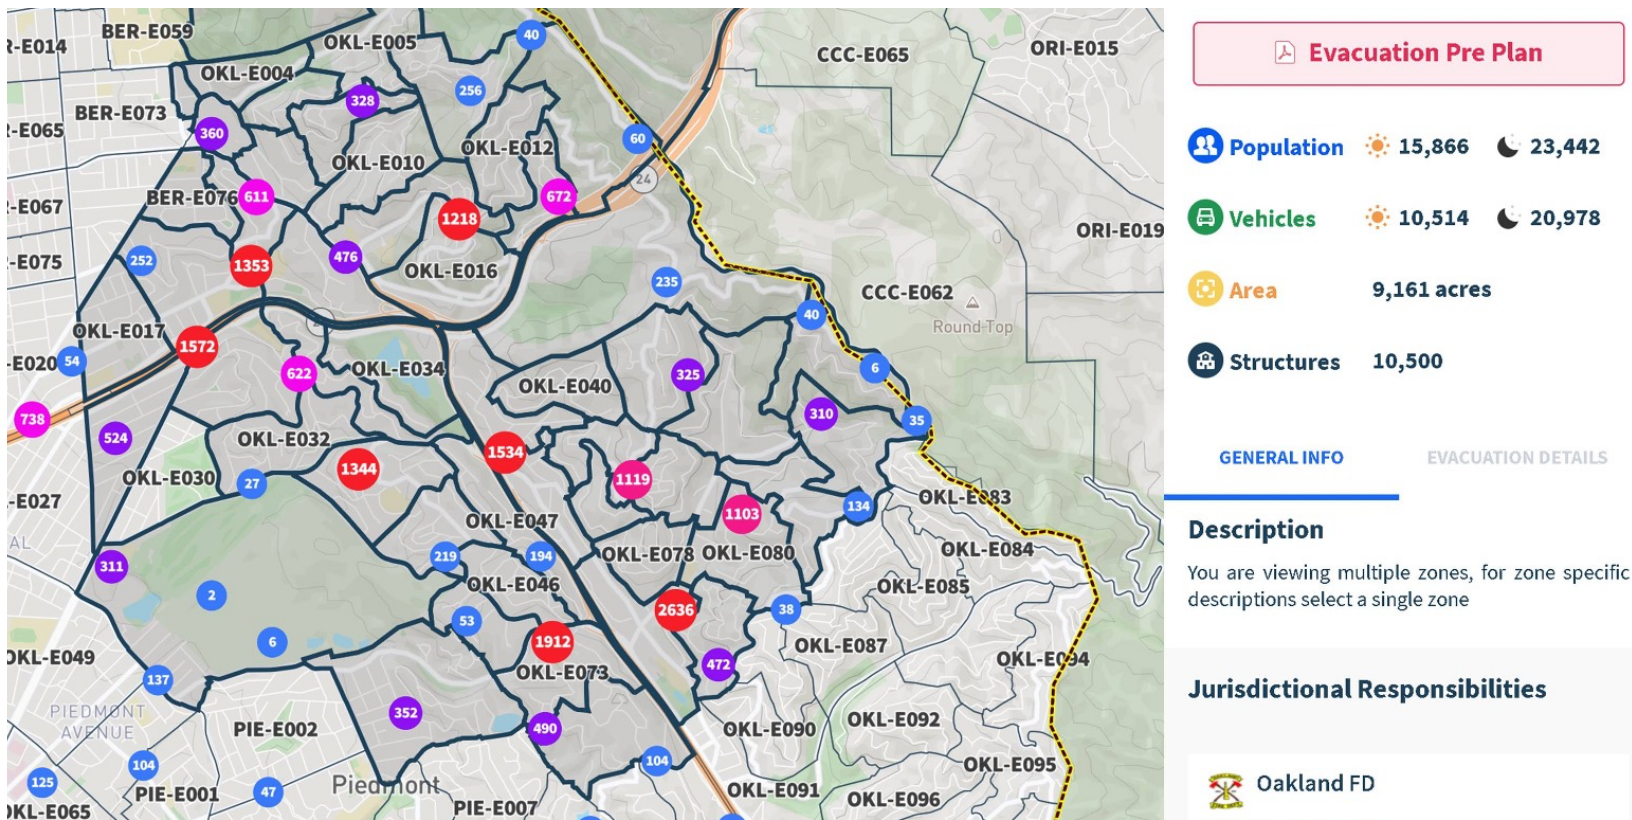 BER-E059
R-E014
OKL-E005
40
CCC-E065
ORI-E015
OKL-E004
256
328
BER-E073
R-E065
360
60
OKL-E012
OKL-E010
24
BER-E076
611
672
R-E067
1218
ORI-E019
252
1353
476
R-E075
OKL-E016
235
CCC-E062
40
Round Top
OKL-E017
1572
54
-E020
622
OKL-E034
6
325
OKL-E040
738
310
35
524
OKL-E032
1534
1344
OKL-E030
27
1119
-E027
OKL-E083
134
1103
OKL-E047
AL
OKL-E084
219
194
OKL-E078
OKL-E080
311
OKL-E046
OKL-E085
2
2636
38
53
6
1912
OKL-E087
OKL-E049
472
OKL-E073
OKL-E094
137
PIEDMONT
AVENUE
352
PIE-E002
490
OKL-E090
OKL-E092
104
104
OKL-E095
125
Piedmont
47
PIE-E001
OKL-E091
OKL-E096
OKL-E065
PIE-E007
Evacuation Pre Plan
Population 15,866 23,442
Vehicles 10,514 20,978
Area 9,161 acres
Structures 10,500
GENERAL INFO EVACUATION DETAILS
Description
You are viewing multiple zones, for zone specific
descriptions select a single zone
Jurisdictional Responsibilities
Oakland FD